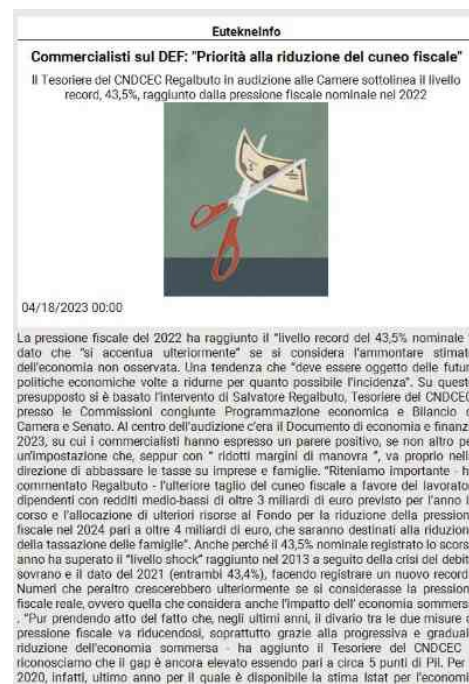 EutekneInfo
Commercialisti sul DEF: "Priorità alla riduzione del cuneo fiscale"
Il Tesoriere del CNDCEC Regalbuto in audizione alle Camere sottolinea il livello
record, 43,5%, raggiunto dalla pressione fiscale nominale nel 2022
04/18/2023 00:00
La pressione fiscale del 2022 ha raggiunto il "livello record del 43,5% nominale
dato che "si accentua ulteriormente" se si considera l'ammontare stimat
dell'economia non osservata. Una tendenza che "deve essere oggetto delle futur
politiche economiche volte a ridurne per quanto possibile l'incidenza". Su quest
presupposto si è basato l'intervento di Salvatore Regalbuto, Tesoriere del CNDCEC
presso le Commissioni congiunte Programmazione economica e Bilancio d
Camera e Senato. Al centro dell'audizione c'era il Documento di economia e finanz
2023, su cui i commercialisti hanno espresso un parere positivo, se non altro pe
un'impostazione che, seppur con " ridotti margini di manovra ", va proprio nell
direzione di abbassare le tasse su imprese e famiglie. "Riteniamo importante - h
commentato Regalbuto - l'ulteriore taglio del cuneo fiscale a favore dei lavorato
dipendenti con redditi medio-bassi di oltre 3 miliardi di euro previsto per l'anno i
corso e l'allocazione di ulteriori risorse al Fondo per la riduzione della pression
fiscale nel 2024 pari a oltre 4 miliardi di euro, che saranno destinati alla riduzion
della tassazione delle famiglie". Anche perché il 43,5% nominale registrato lo scors
anno ha superato il "livello shock" raggiunto nel 2013 a seguito della crisi del debit
sovrano e il dato del 2021 (entrambi 43,4%), facendo registrare un nuovo record
Numeri che peraltro crescerebbero ulteriormente se si considerasse la pression
fiscale reale, ovvero quella che considera anche l'impatto dell' economia sommers
. "Pur prendendo atto del fatto che, negli ultimi anni, il divario tra le due misure d
pressione fiscale va riducendosi, soprattutto grazie alla progressiva e gradual
riduzione dell'economia sommersa - ha aggiunto il Tesoriere del CNDCEC
riconosciamo che il gap è ancora elevato essendo pari a circa 5 punti di Pil. Per
2020, infatti, ultimo anno per il quale è disponibile la stima Istat per l'economi